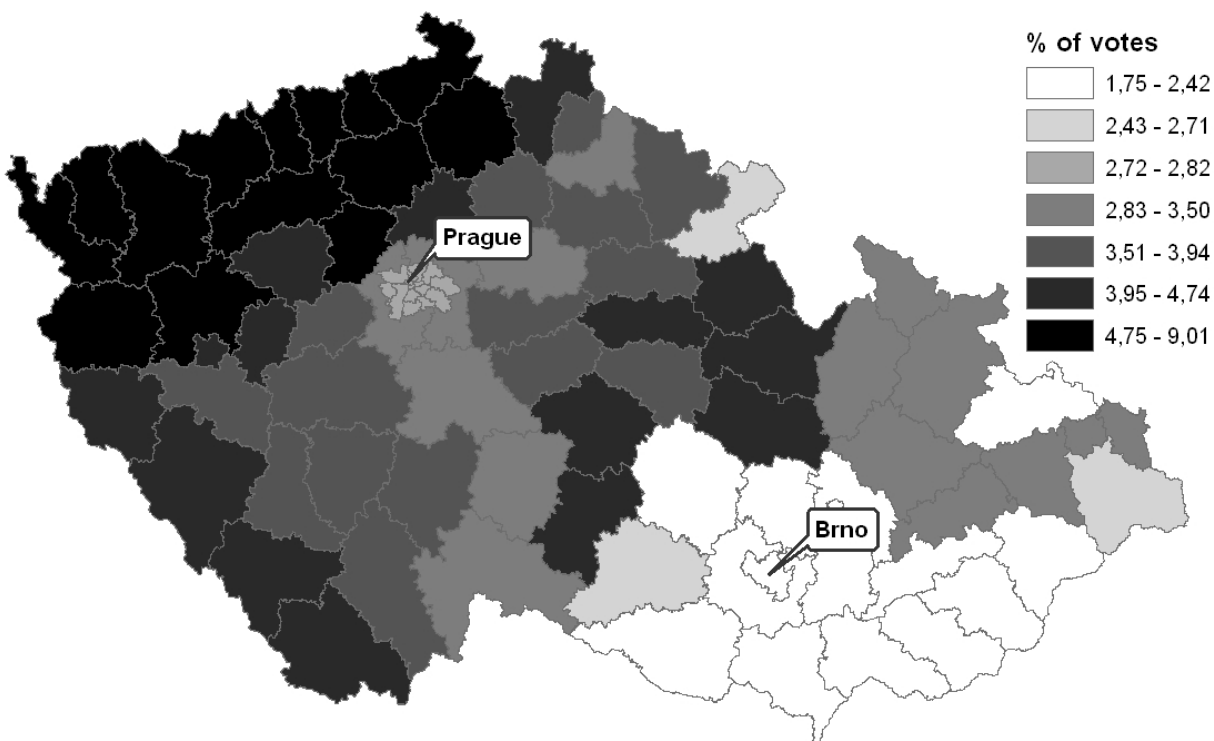 % of votes
1,75 - 2,42
2,43 - 2,71
2,72 - 2,82
2,83 - 3,50
3,51 - 3,94
3,95 - 4,74
4,75 - 9,01
Prague
Brno